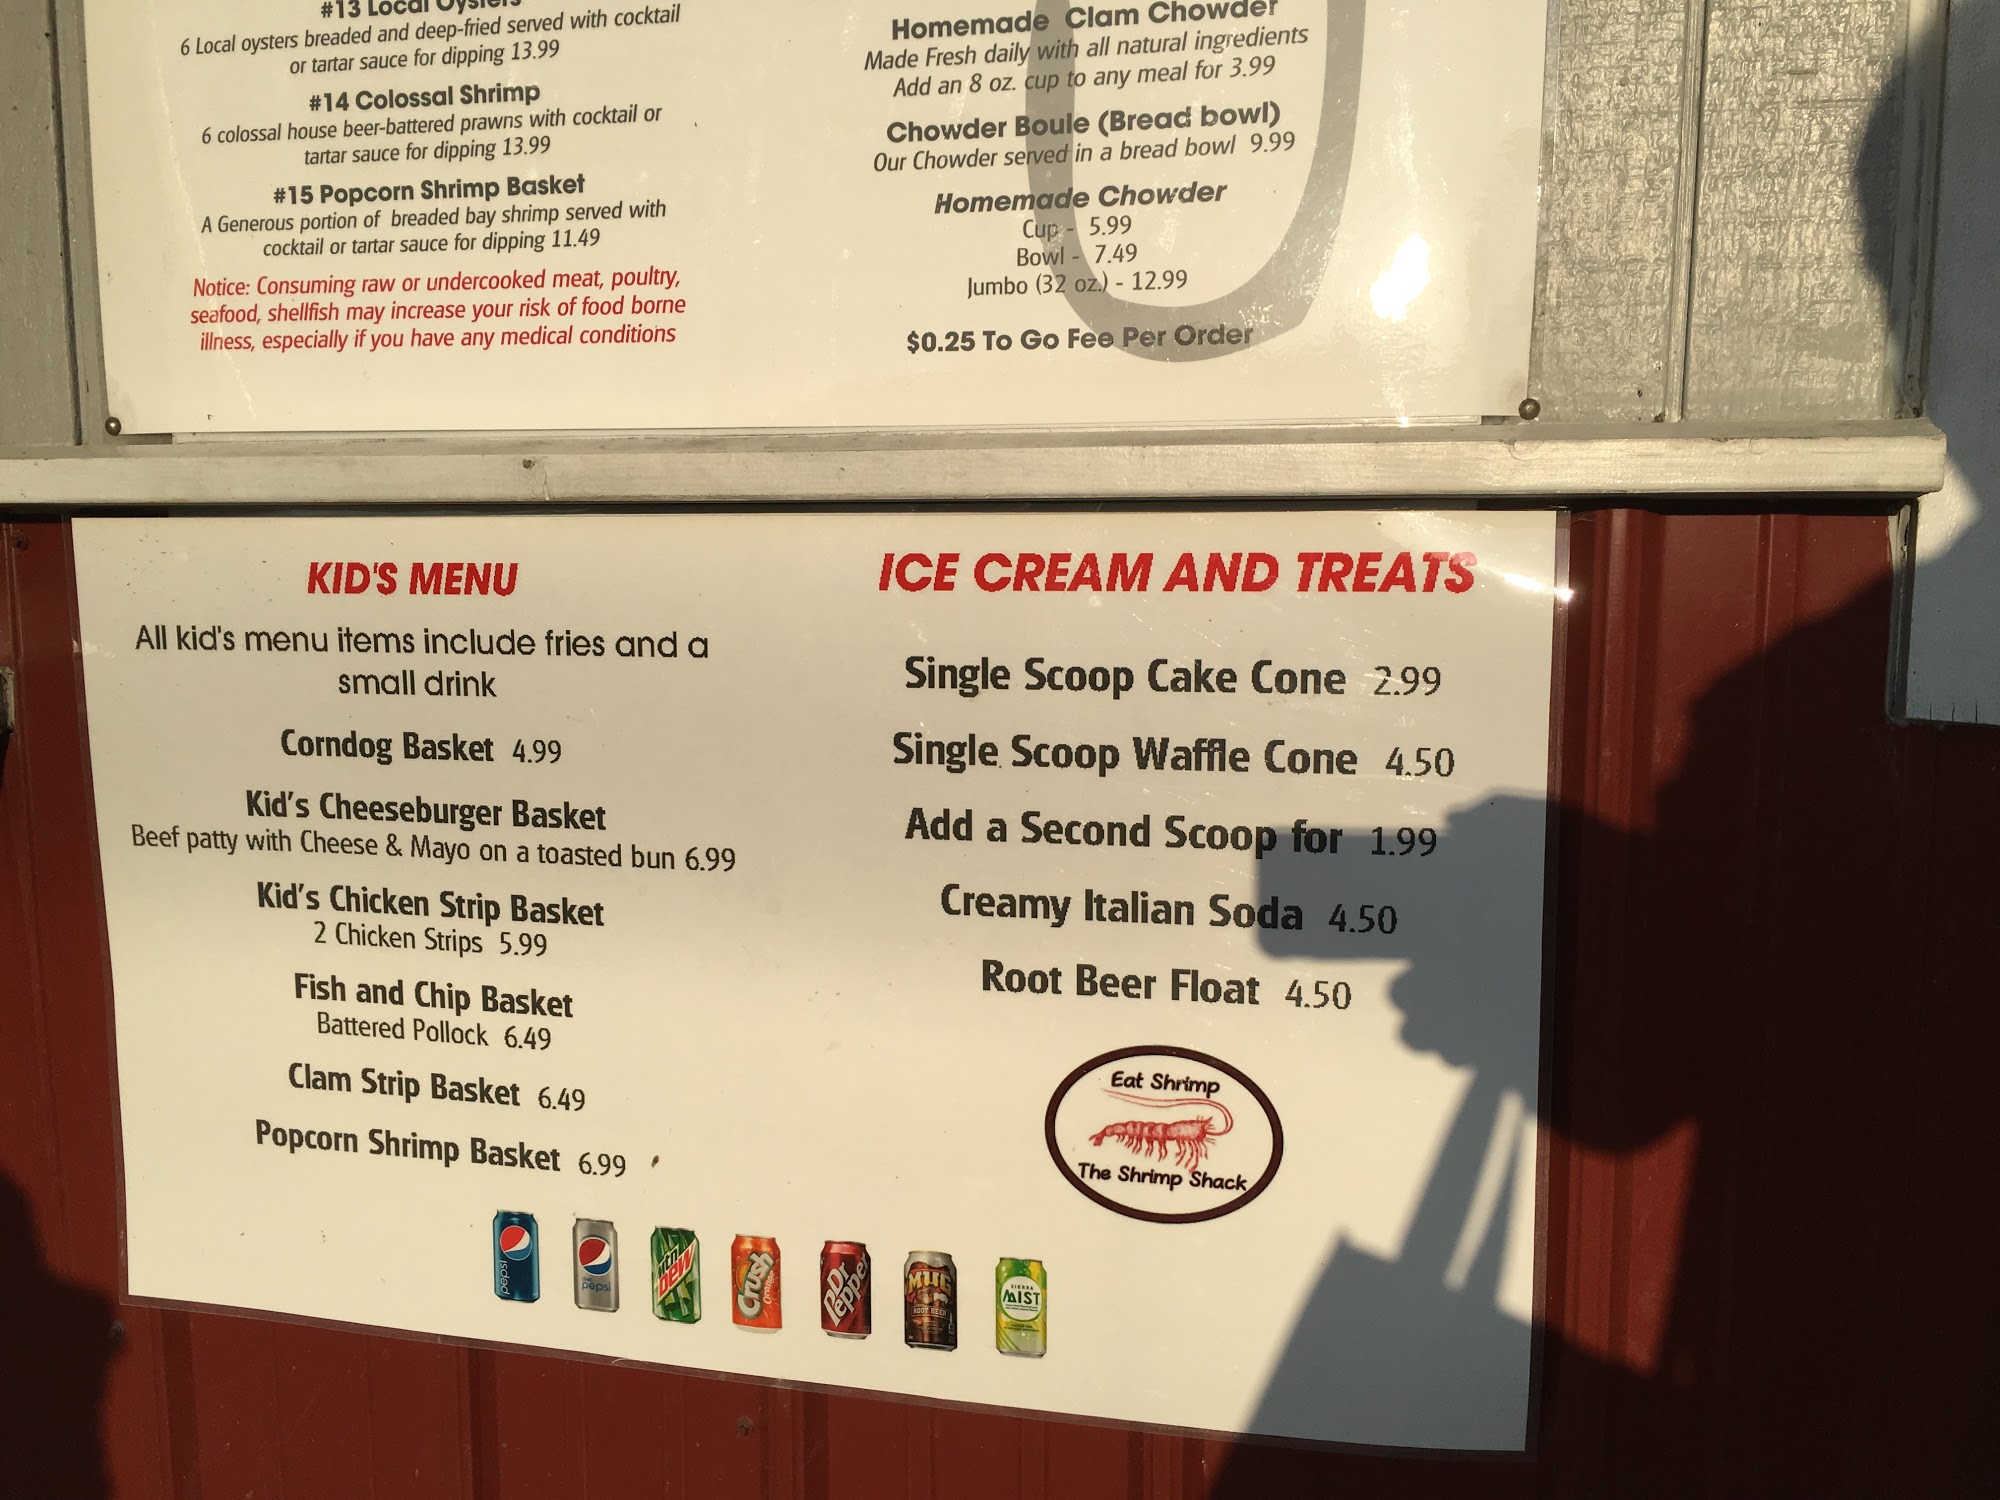 #13 Local Oysters
6 Local oysters breaded and deep-fried served with cocktail
or tartar sauce for dipping 13.99
#14 Colossal Shrimp
6 colossal house beer-battered prawns with cocktail or
tartar sauce for dipping 13.99
#15 Popcorn Shrimp Basket
A Generous portion of breaded bay shrimp served with
cocktail or tartar sauce for dipping 11.49
Notice: Consuming raw or undercooked meat, poultry,
seafood, shellfish may increase your risk of food borne
illness, especially if you have any medical conditions
Homemade Clam Chowder
Made Fresh daily with all natural ingredients
Add an 8 oz. cup to any meal for 3.99
Chowder Boule (Bread bowl)
Our Chowder served in a bread bowl 9.99
Homemade Chowder
Cup - 5.99
Bowl - 7.49
Jumbo (32 oz.) - 12.99
$0.25 To Go Fee Per Order
KID'S MENU
All kid's menu items include fries and a
small drink
Corndog Basket 4.99
Kid's Cheeseburger Basket
Beef patty with Cheese & Mayo on a toasted bun 6.99
Kid's Chicken Strip Basket
2 Chicken Strips 5.99
Fish and Chip Basket
Battered Pollock 6.49
Clam Strip Basket 6.49
Popcorn Shrimp Basket 6.99
ICE CREAM AND TREATS
Single Scoop Cake Cone 2.99
Single Scoop Waffle Cone 4.50
Add a Second Scoop for 1.99
Creamy Italian Soda 4.50
Root Beer Float 4.50
Eat Shrimp
The Shrimp Shack
pepsi
diet pepsi
mtn DEW
Crush
Orange
Dr Pepper
MUG
ROOT BEER
SIERRA
MIST